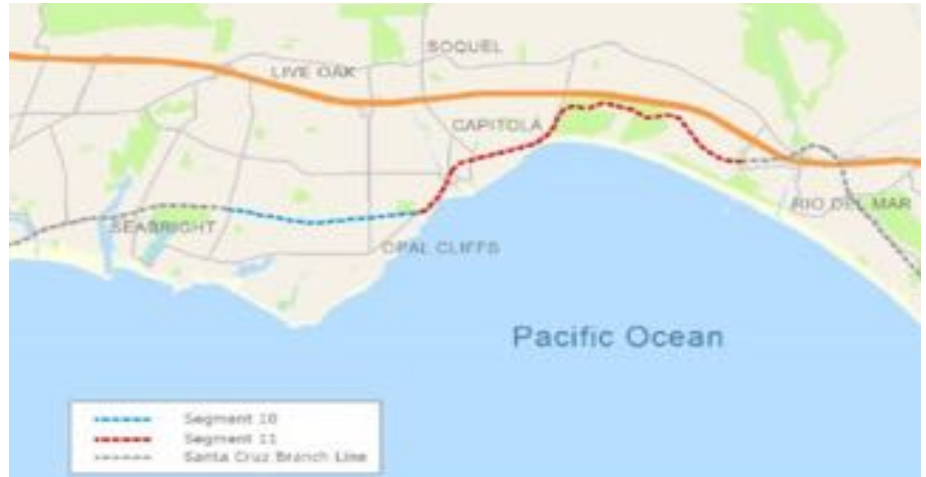 SOQUEL
LIVE OAK
CAPITOLA
RIO DEL MAR
SEABRIGHT
OPAL CLIFFS
Pacific Ocean
Segment 10
Segment 11
Santa Cruz Branch Line